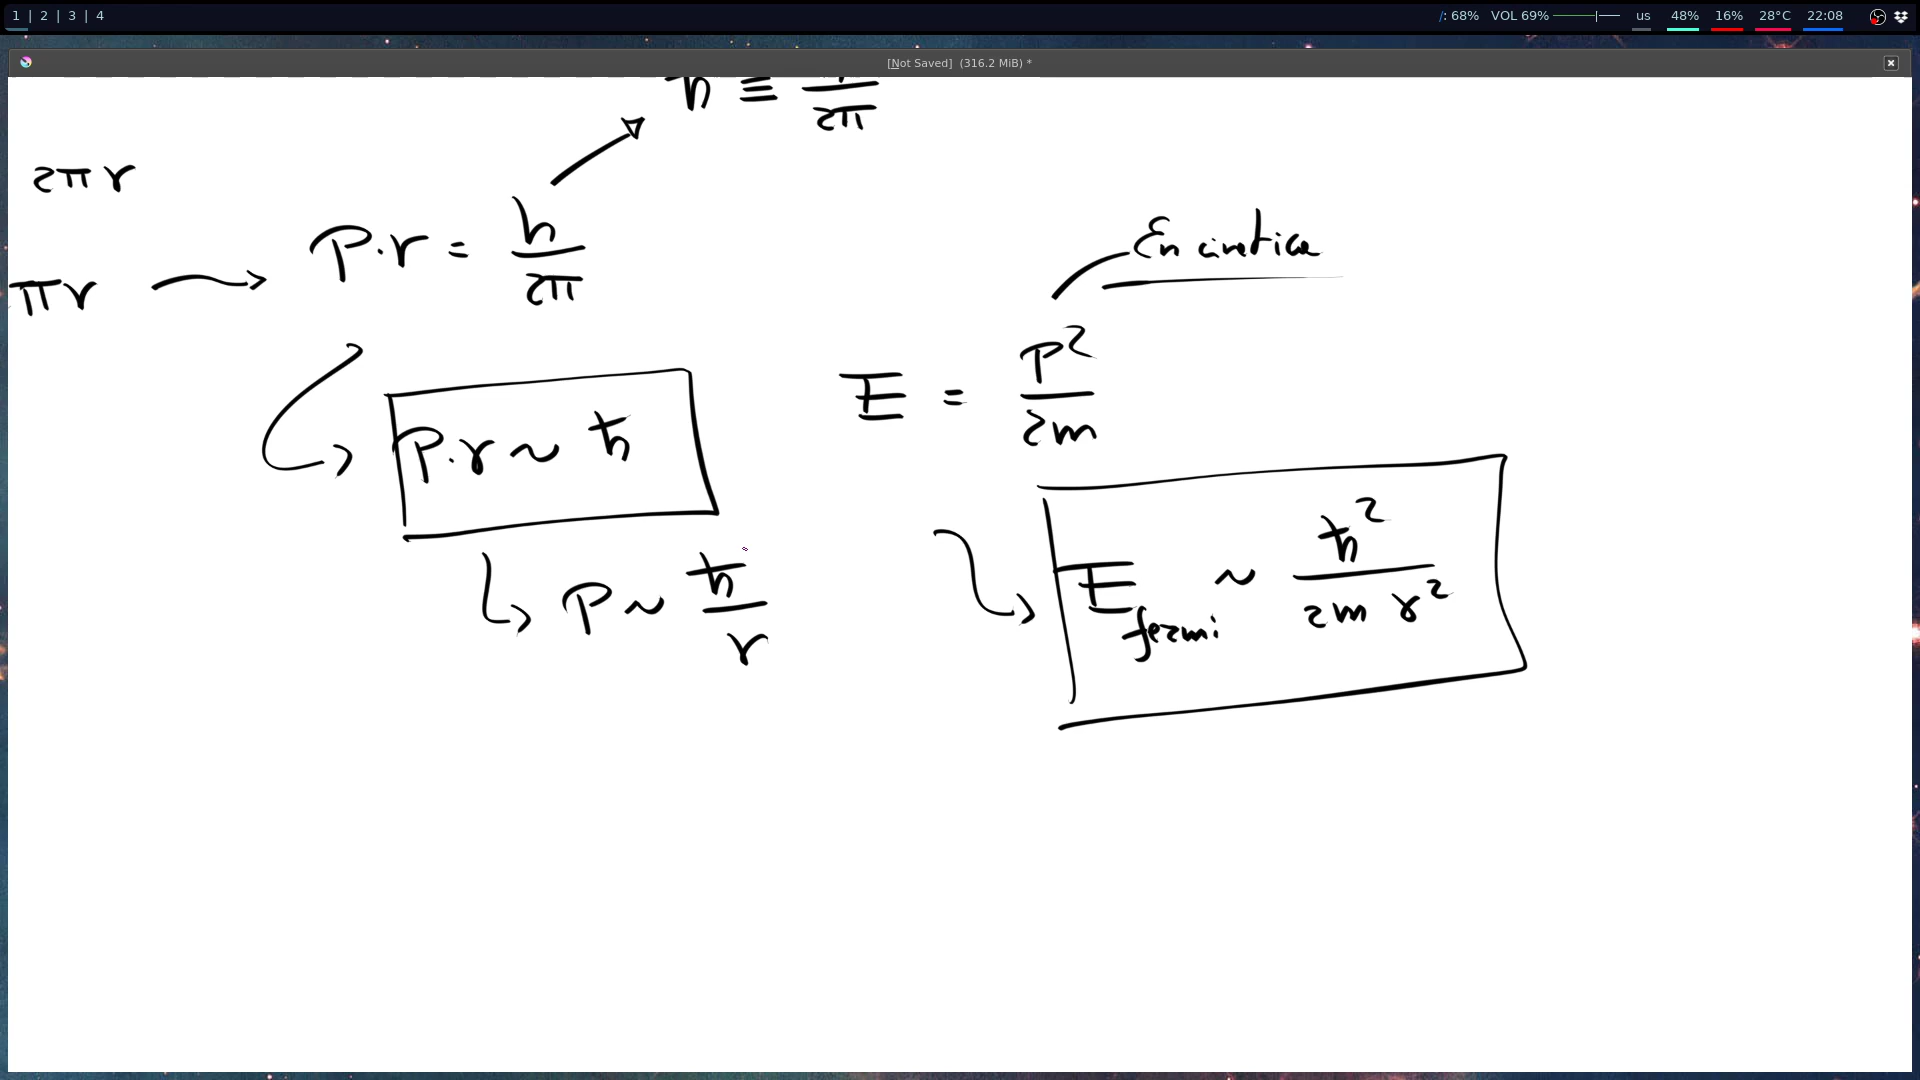 1 | 2 | 3 | 4
/: 68% VOL 69% us 48% 16% 28°C 22:08
[Not Saved] (316.2 MiB) *
ħ ≡ h/2π
2πr
πr → p·r = h/2π
En cinetica
E = p²/2m
p·r ~ ħ
E fermi ~ ħ²/2m r²
p ~ ħ/r